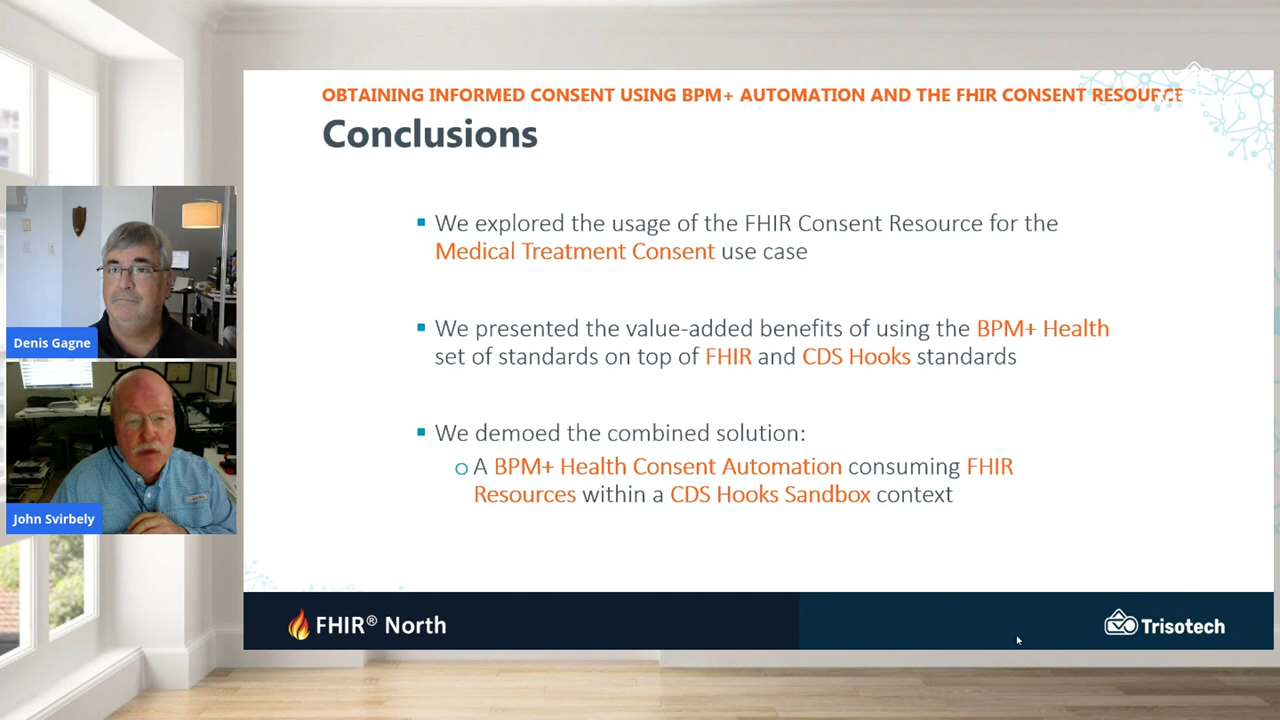 OBTAINING INFORMED CONSENT USING BPM+ AUTOMATION AND THE FHIR CONSENT RESOURCE
Conclusions
▪ We explored the usage of the FHIR Consent Resource for the
Medical Treatment Consent use case
▪ We presented the value-added benefits of using the BPM+ Health
set of standards on top of FHIR and CDS Hooks standards
▪ We demoed the combined solution:
o A BPM+ Health Consent Automation consuming FHIR
Resources within a CDS Hooks Sandbox context
Denis Gagne
John Svirbely
FHIR® North
Trisotech